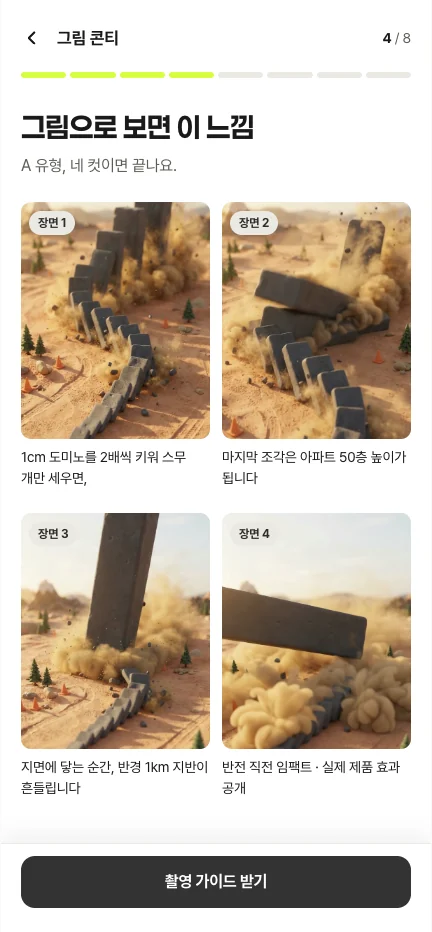 그림 콘티
4 / 8
그림으로 보면 이 느낌
A 유형, 네 컷이면 끝나요.
장면 1
장면 2
1cm 도미노를 2배씩 키워 스무
개만 세우면,
마지막 조각은 아파트 50층 높이가
됩니다
장면 3
장면 4
지면에 닿는 순간, 반경 1km 지반이
흔들립니다
반전 직전 임팩트 · 실제 제품 효과
공개
촬영 가이드 받기